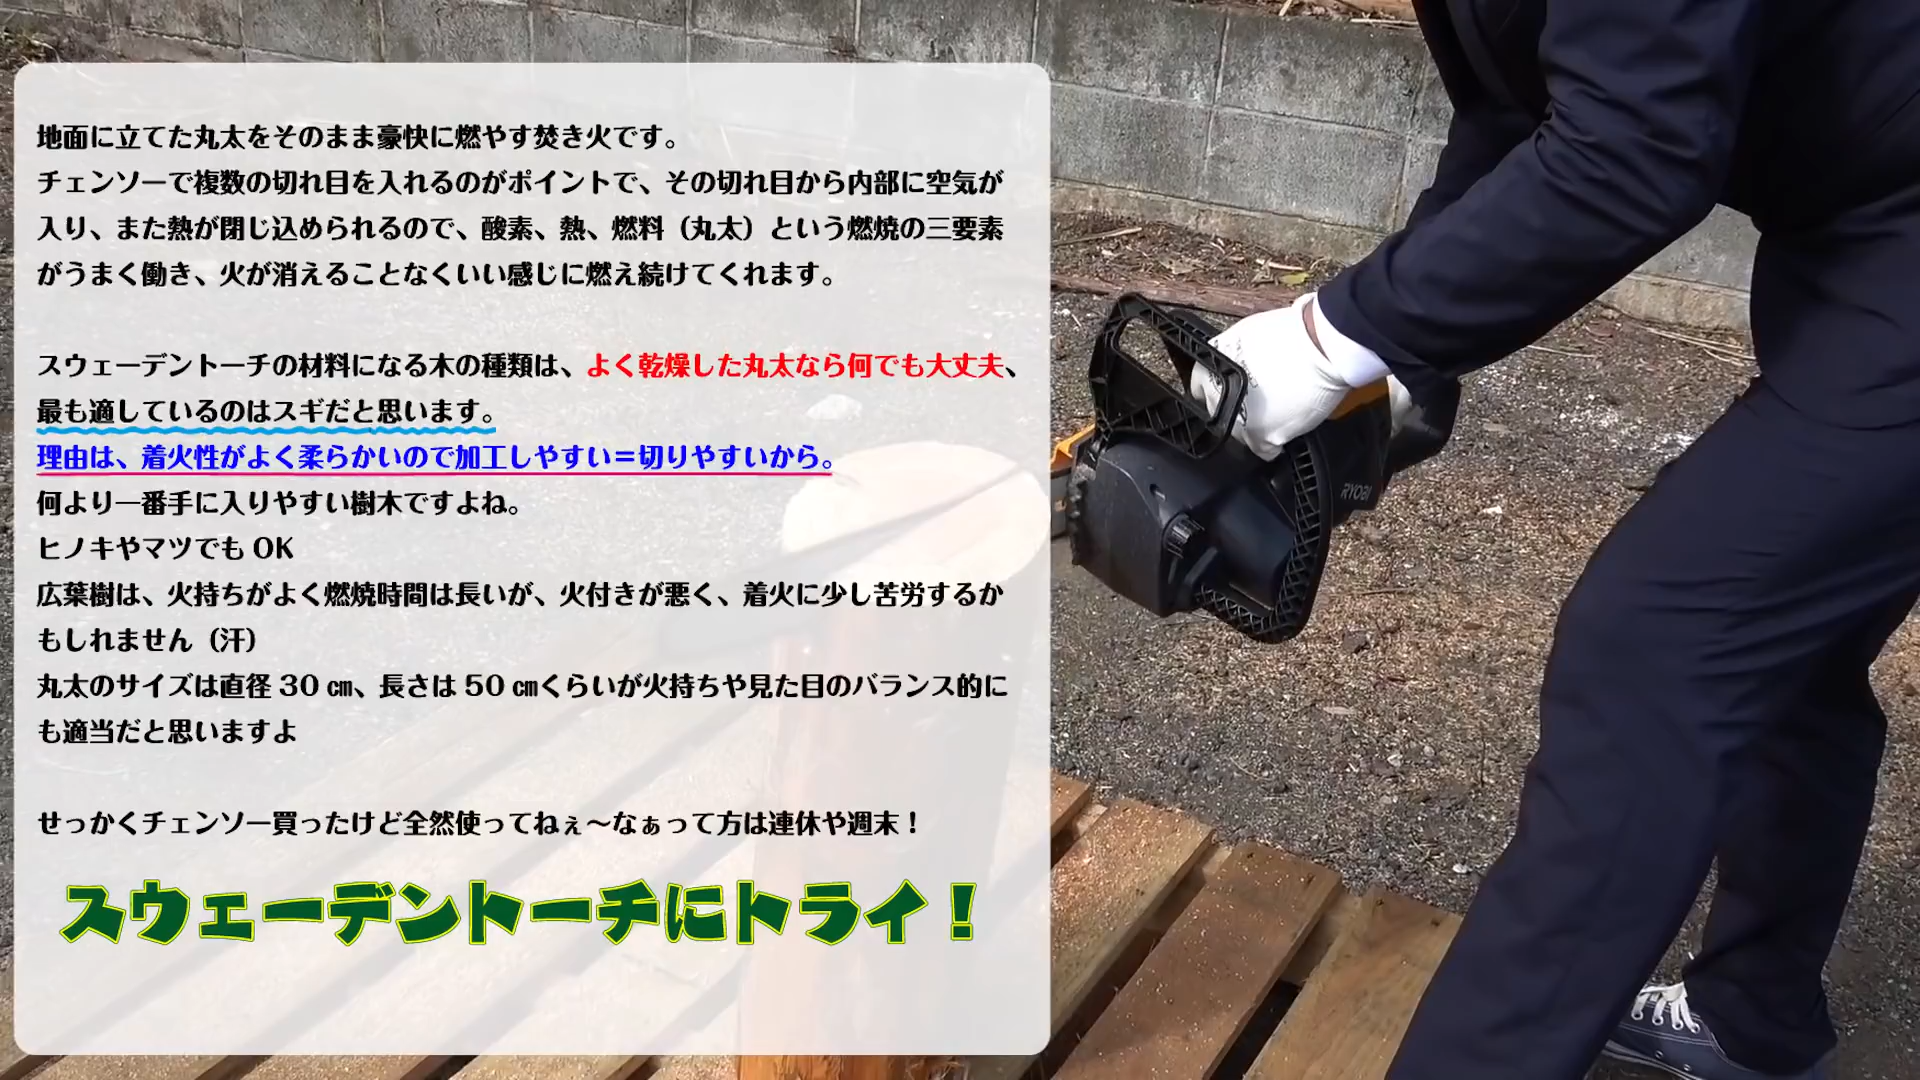 地面に立てた丸太をそのまま豪快に燃やす焚き火です。
チェンソーで複数の切れ目を入れるのがポイントで、その切れ目から内部に空気が
入り、また熱が閉じ込められるので、酸素、熱、燃料（丸太）という燃焼の三要素
がうまく働き、火が消えることなくいい感じに燃え続けてくれます。
スウェーデントーチの材料になる木の種類は、よく乾燥した丸太なら何でも大丈夫、
最も適しているのはスギだと思います。
理由は、着火性がよく柔らかいので加工しやすい＝切りやすいから。
何より一番手に入りやすい樹木ですよね。
ヒノキやマツでも OK
広葉樹は、火持ちがよく燃焼時間は長いが、火付きが悪く、着火に少し苦労するか
もしれません（汗）
丸太のサイズは直径 30 ㎝、長さは 50 ㎝くらいが火持ちや見た目のバランス的に
も適当だと思いますよ
せっかくチェンソー買ったけど全然使ってねぇ〜なぁって方は連休や週末！
スウェーデントーチにトライ！
RYOBI